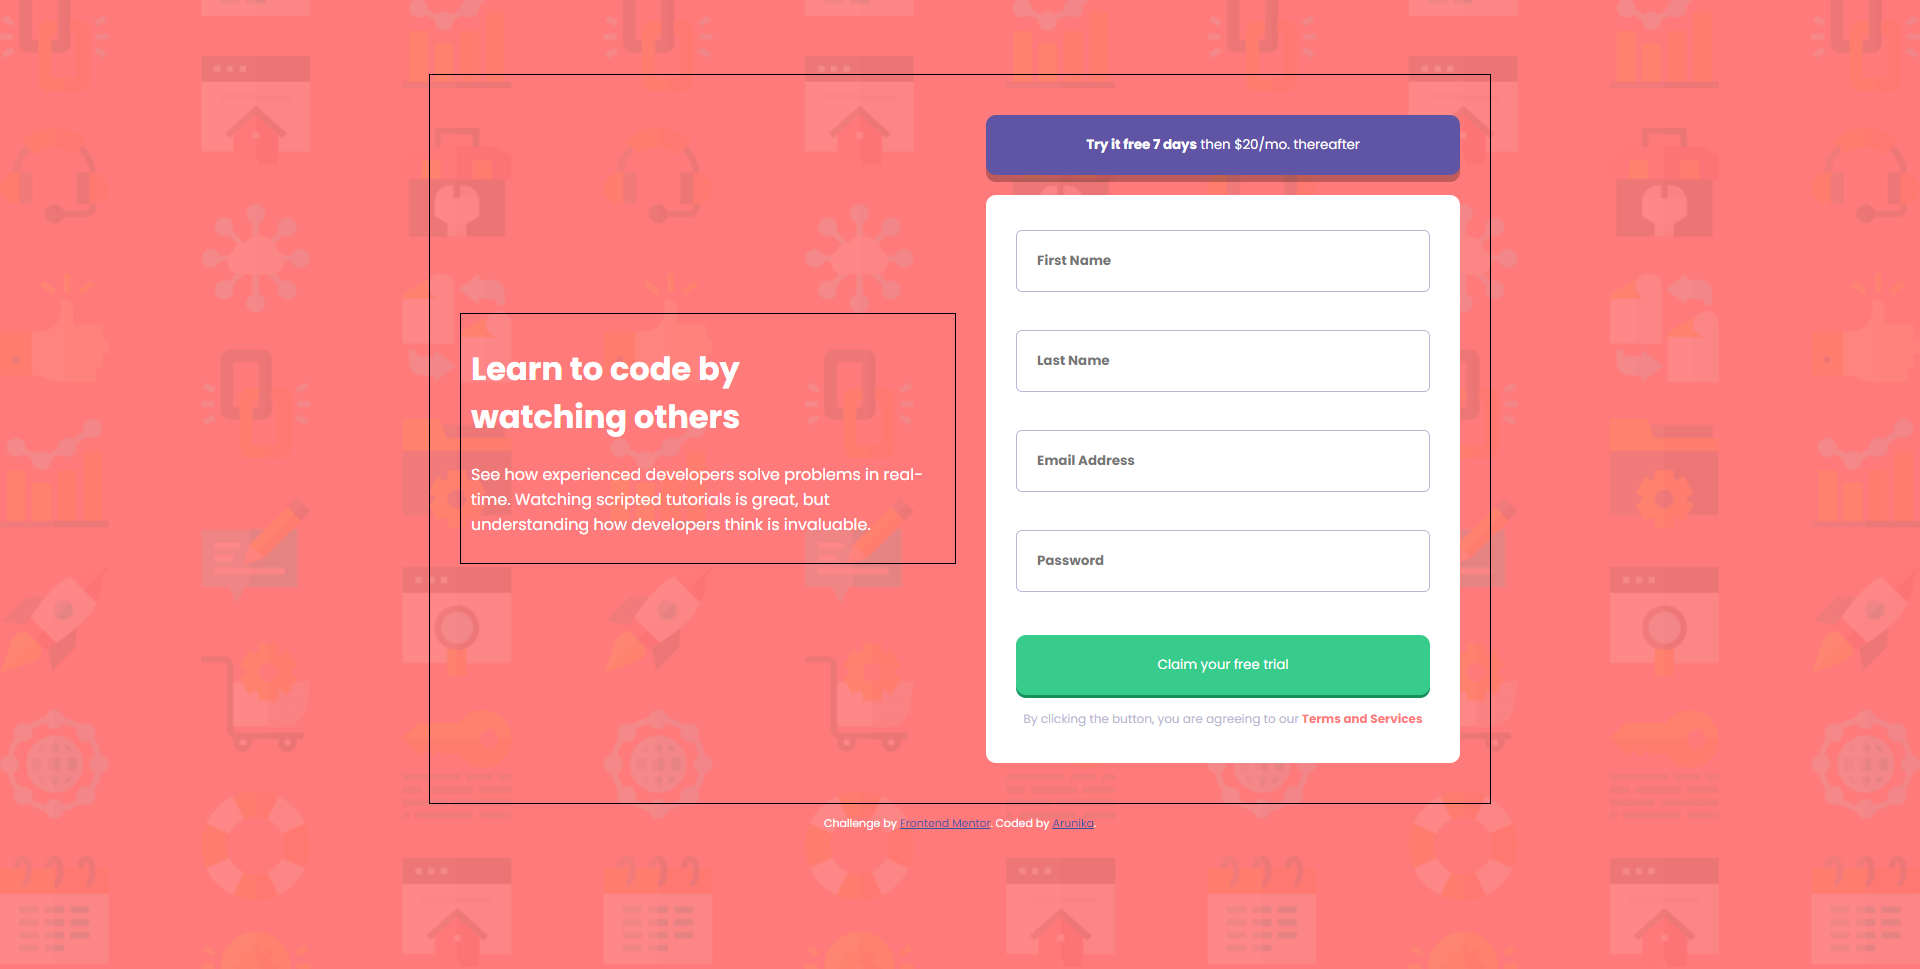 Try it free 7 days then $20/mo. thereafter
First Name
Last Name
Learn to code by
watching others
Email Address
See how experienced developers solve problems in real-
time. Watching scripted tutorials is great, but
understanding how developers think is invaluable.
Password
Claim your free trial
By clicking the button, you are agreeing to our Terms and Services
Challenge by Frontend Mentor. Coded by Arunika.